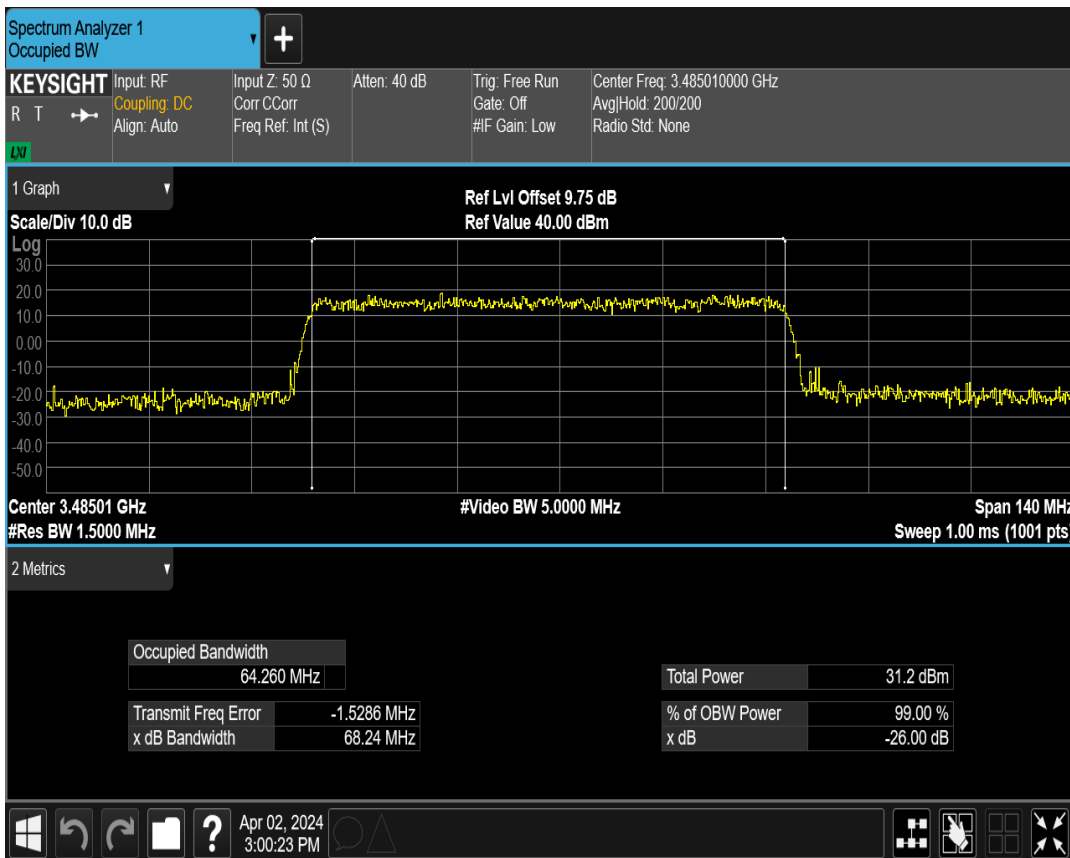 Spectrum Analyzer 1
Occupied BW
+
KEYSIGHT
R T
LXI
Input: RF
Coupling: DC
Align: Auto
Input Z: 50 Ω
Corr CCorr
Freq Ref: Int (S)
Atten: 40 dB
Trig: Free Run
Gate: Off
#IF Gain: Low
Center Freq: 3.485010000 GHz
Avg|Hold: 200/200
Radio Std: None
1 Graph
Scale/Div 10.0 dB
Ref Lvl Offset 9.75 dB
Ref Value 40.00 dBm
Log
30.0
20.0
10.0
0.00
-10.0
-20.0
-30.0
-40.0
-50.0
Center 3.48501 GHz
#Video BW 5.0000 MHz
Span 140 MHz
#Res BW 1.5000 MHz
Sweep 1.00 ms (1001 pts)
2 Metrics
Occupied Bandwidth
64.260 MHz
Total Power 31.2 dBm
Transmit Freq Error -1.5286 MHz
% of OBW Power 99.00 %
x dB Bandwidth 68.24 MHz
x dB -26.00 dB
?
Apr 02, 2024
3:00:23 PM